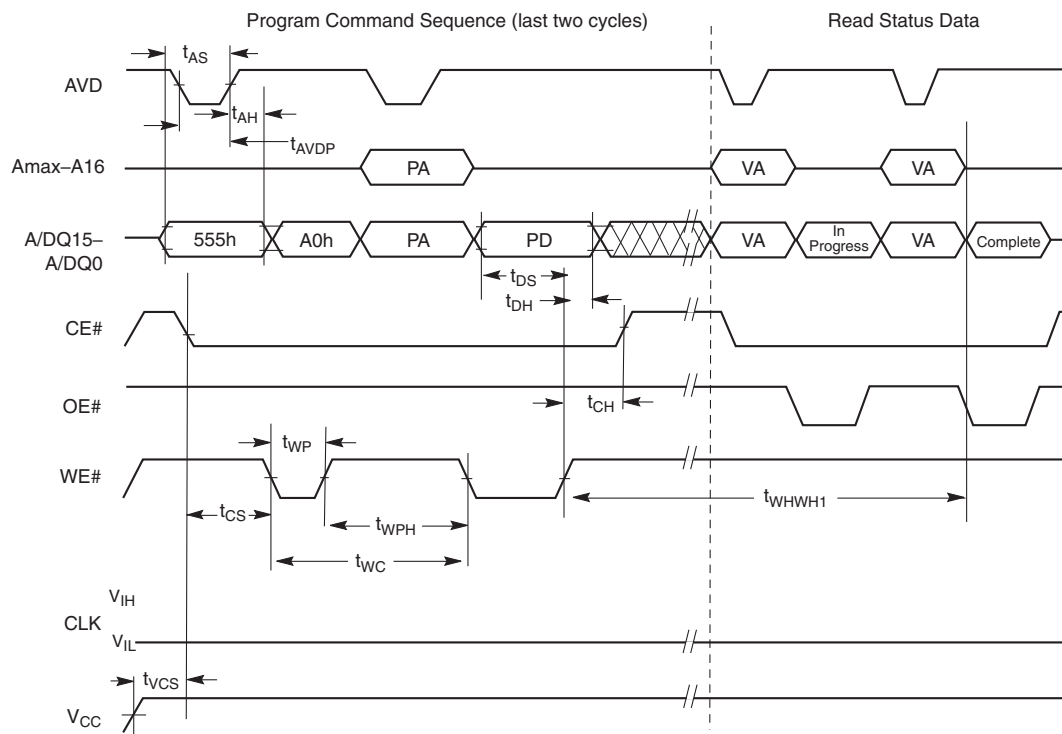 Program Command Sequence (last two cycles)
Read Status Data
tAS
AVD
tAH
tAVDP
Amax–A16
PA
VA
VA
A/DQ15–
A/DQ0
555h
A0h
PA
PD
VA
In
Progress
VA
Complete
tDS
tDH
CE#
OE#
tCH
tWP
WE#
tCS
tWPH
tWHWH1
tWC
VIH
CLK
VIL
tVCS
VCC